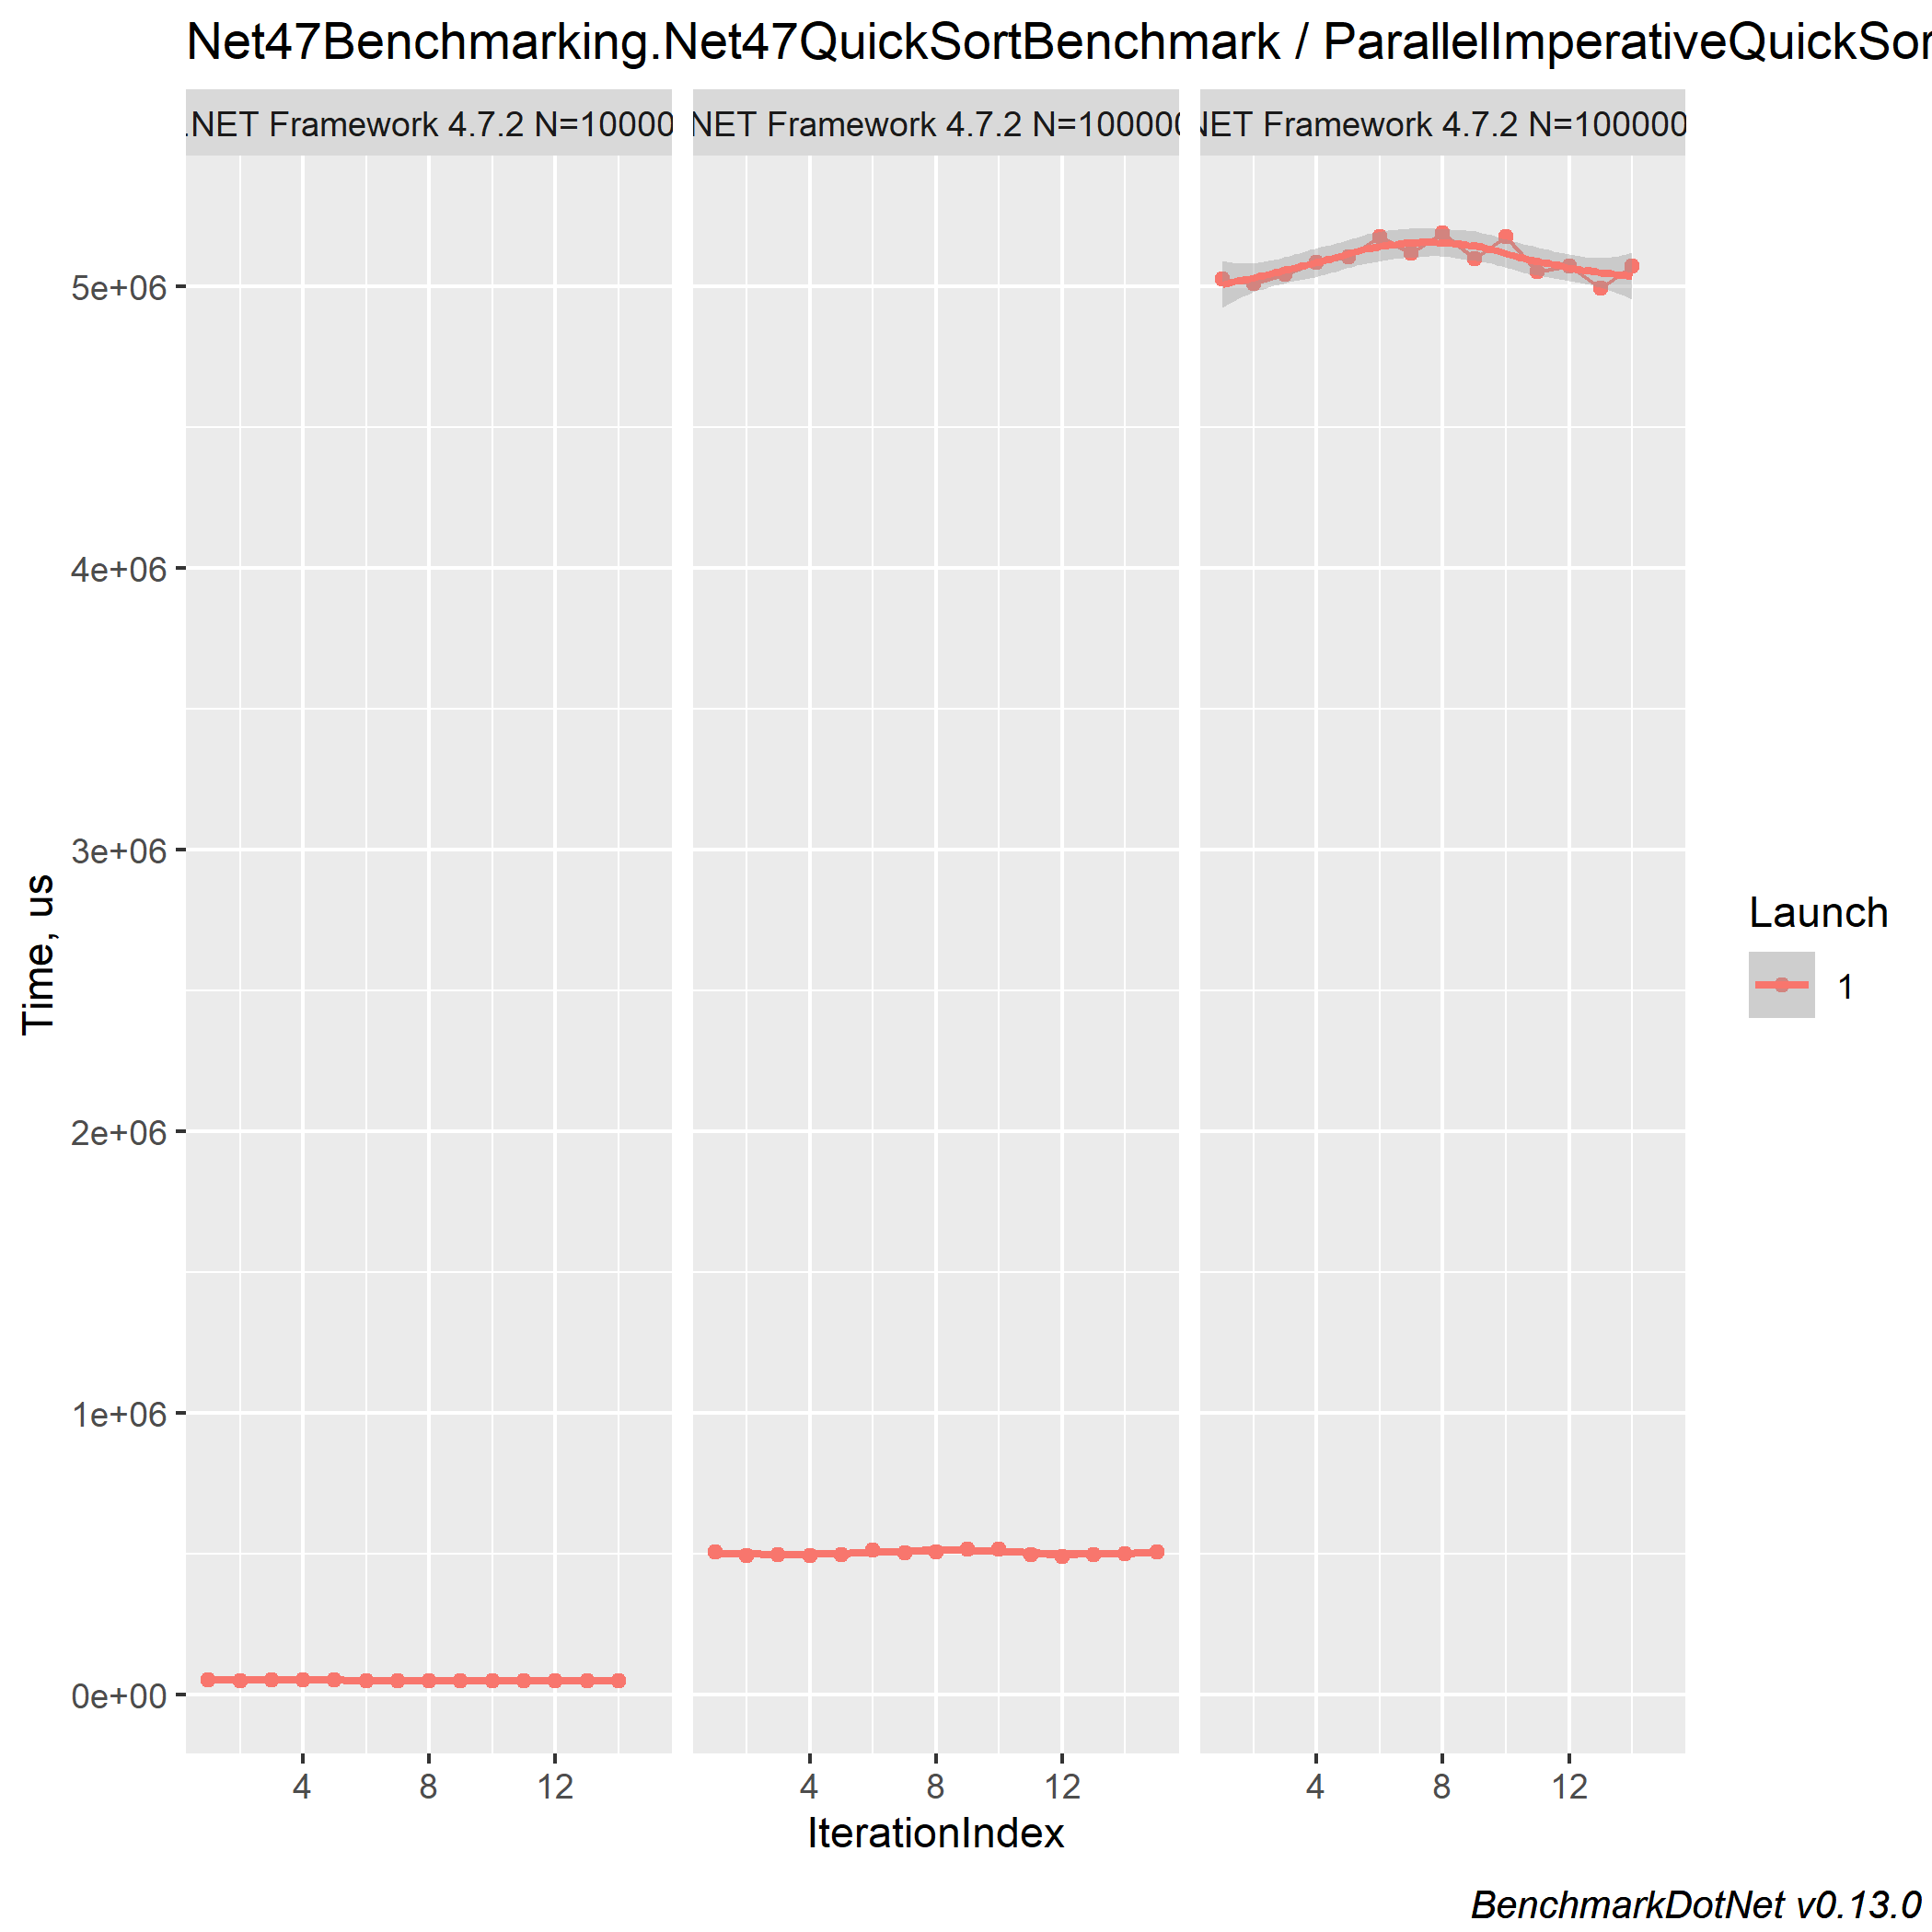 Net47Benchmarking.Net47QuickSortBenchmark / ParallelImperativeQuickSor
.NET Framework 4.7.2 N=10000
NET Framework 4.7.2 N=100000
NET Framework 4.7.2 N=100000
5e+06
4e+06
3e+06
2e+06
1e+06
0e+00
Time, us
4 8 12
4 8 12
4 8 12
IterationIndex
Launch
1
BenchmarkDotNet v0.13.0